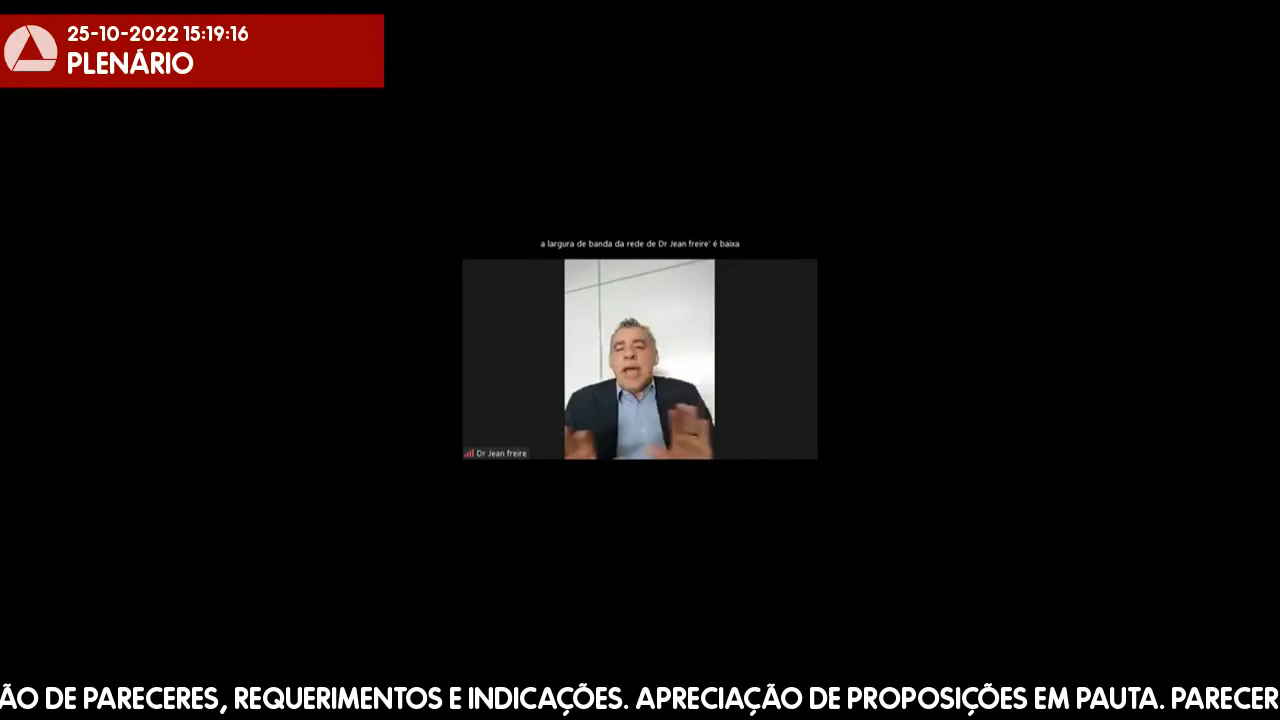 25-10-2022 15:19:16
PLENÁRIO
a largura de banda da rede de Dr Jean freire' é baixa
Dr Jean freire
ÃO DE PARECERES, REQUERIMENTOS E INDICAÇÕES. APRECIAÇÃO DE PROPOSIÇÕES EM PAUTA. PARECER